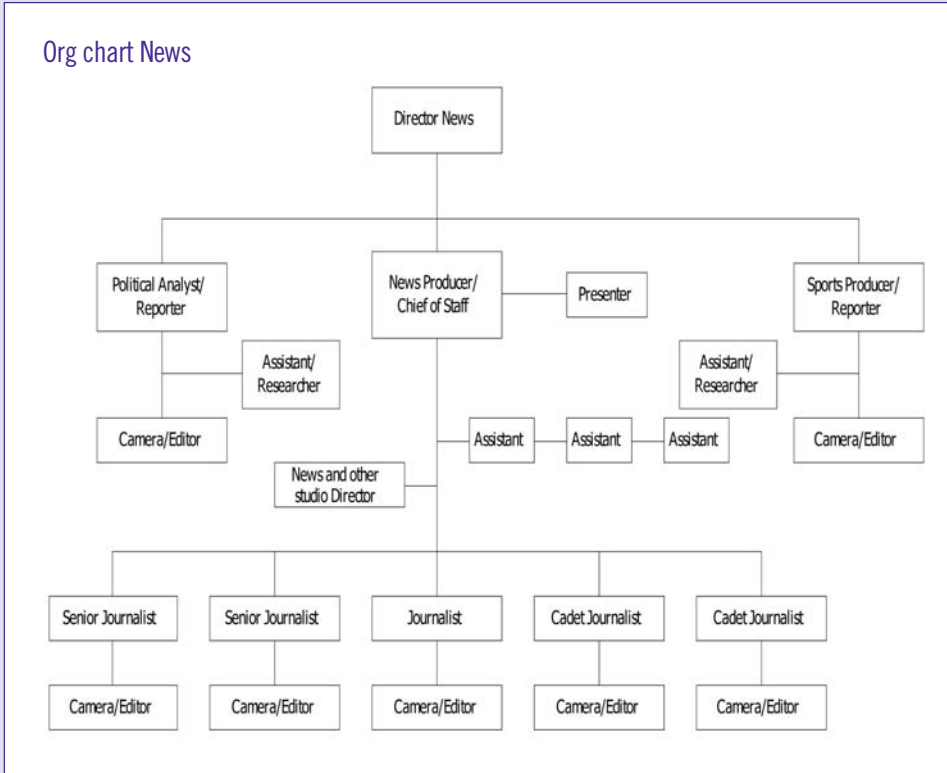 Org chart News
Director News
Political Analyst/
Reporter
News Producer/
Chief of Staff
Presenter
Sports Producer/
Reporter
Assistant/
Researcher
Assistant/
Researcher
Camera/Editor
Assistant
Assistant
Assistant
Camera/Editor
News and other
studio Director
Senior Journalist
Senior Journalist
Journalist
Cadet Journalist
Cadet Journalist
Camera/Editor
Camera/Editor
Camera/Editor
Camera/Editor
Camera/Editor